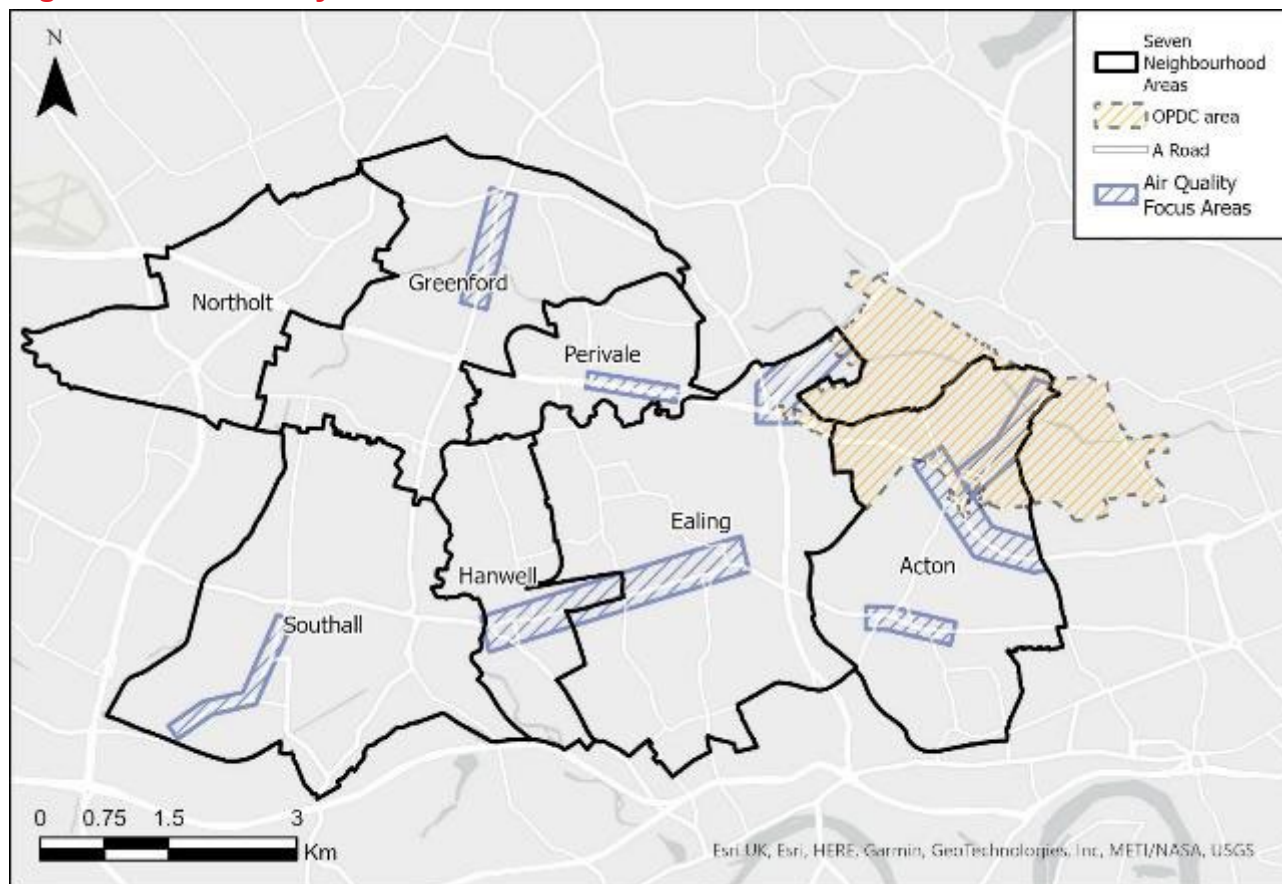 N
Seven
Neighbourhood
Areas
OPDC area
A Road
Air Quality
Focus Areas
Northolt
Greenford
Perivale
Ealing
Hanwell
Acton
Southall
0 0.75 1.5 3
Km
Esri UK, Esri, HERE, Garmin, GeoTechnologies, Inc, METI/NASA, USGS